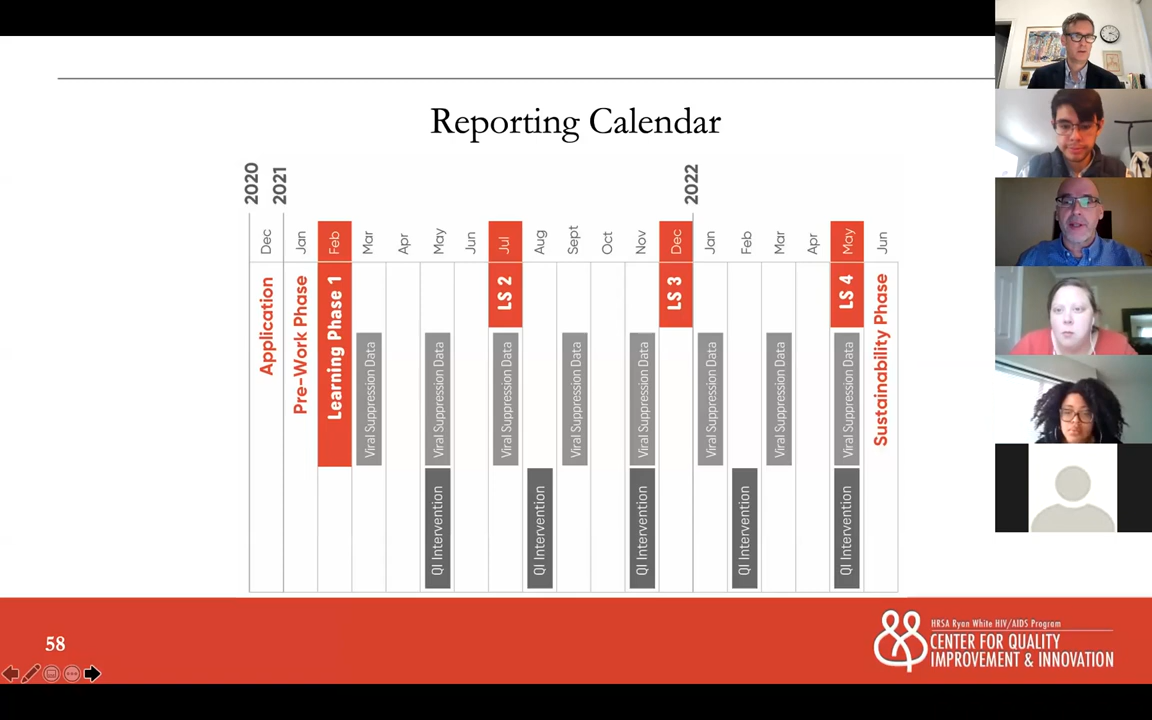 Reporting Calendar
2020
2021
2022
Dec
Jan
Feb
Mar
Apr
May
Jun
Jul
Aug
Sept
Oct
Nov
Dec
Jan
Feb
Mar
Apr
May
Jun
Application
Pre-Work Phase
Learning Phase 1
LS 2
LS 3
LS 4
Sustainability Phase
Viral Suppression Data
Viral Suppression Data
Viral Suppression Data
Viral Suppression Data
Viral Suppression Data
Viral Suppression Data
Viral Suppression Data
Viral Suppression Data
QI Intervention
QI Intervention
QI Intervention
QI Intervention
QI Intervention
58
HRSA Ryan White HIV/AIDS Program
CENTER FOR QUALITY
IMPROVEMENT & INNOVATION